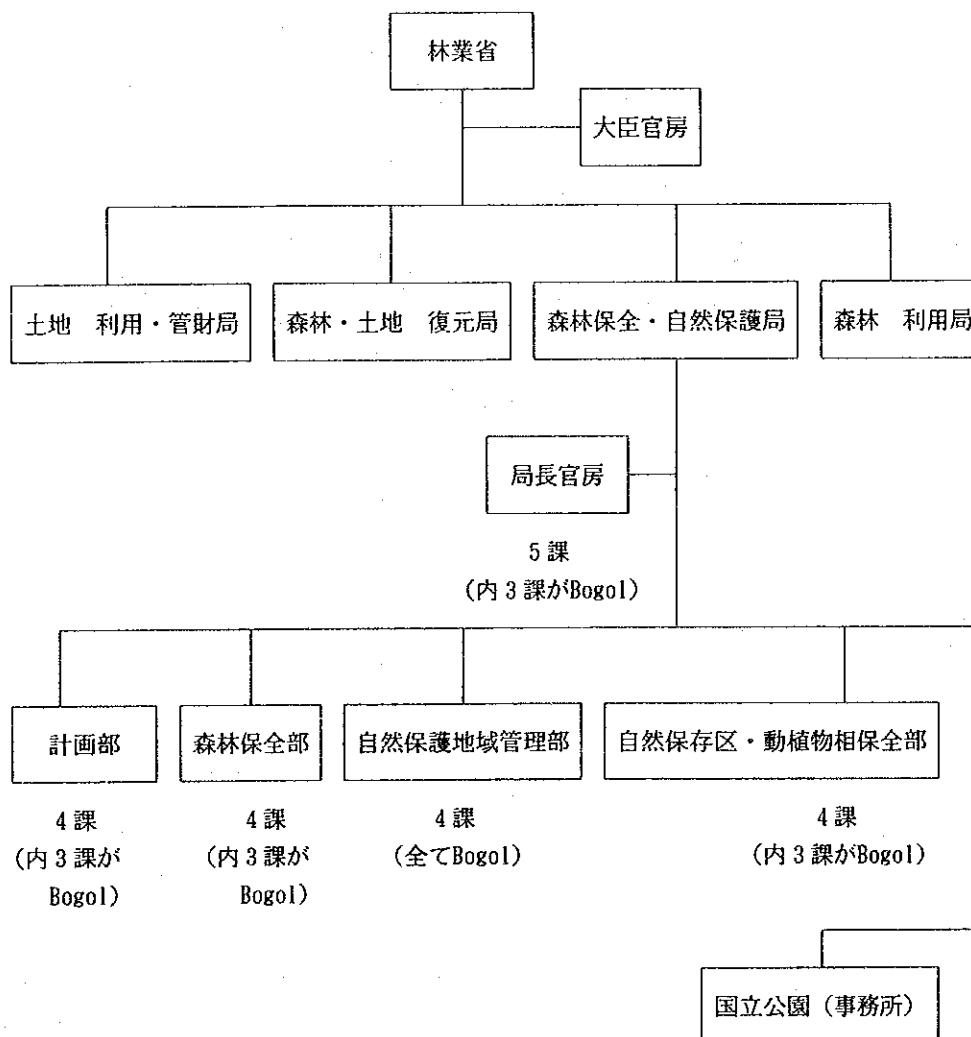 林業省
大臣官房
土地 利用・管財局
森林・土地 復元局
森林保全・自然保護局
森林 利用局
局長官房
5課
(内3課がBogol)
計画部
森林保全部
自然保護地域管理部
自然保存区・動植物相保全部
4課
4課
4課
4課
(内3課が
(内3課が
(全てBogol)
(内3課がBogol)
Bogol)
Bogol)
国立公園(事務所)